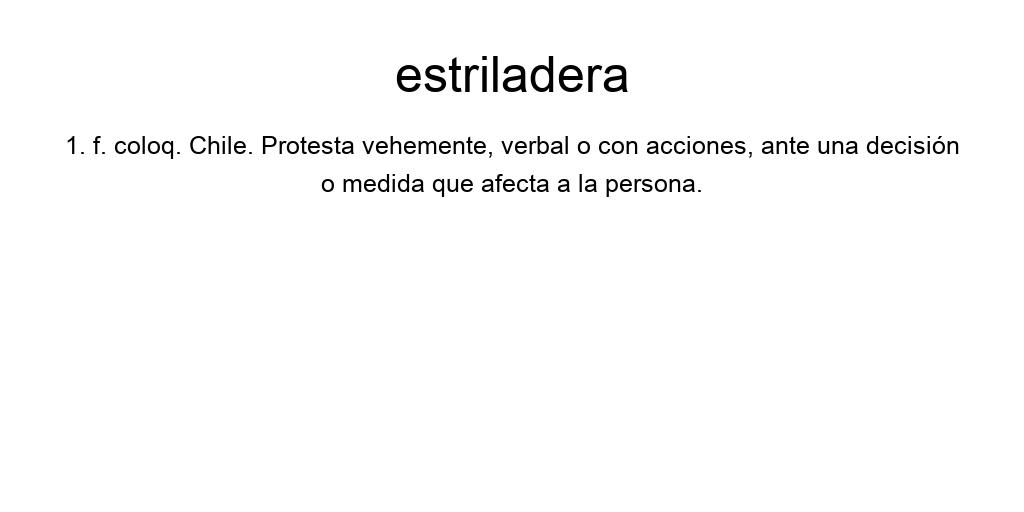 estriladera
1. f. coloq. Chile. Protesta vehemente, verbal o con acciones, ante una decisión
o medida que afecta a la persona.